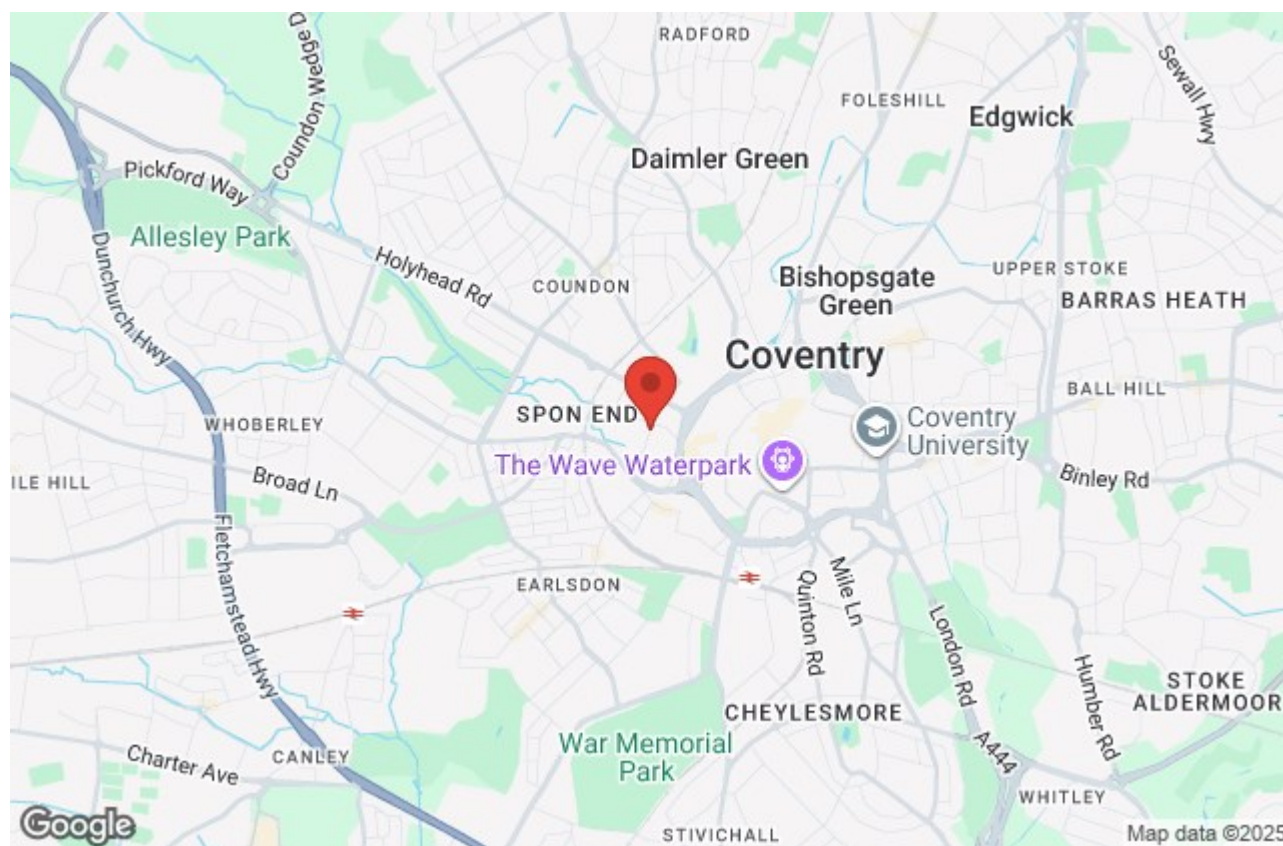 RADFORD
Coundon Wedge D
Sewall Hwy
FOLESHILL
Edgwick
Daimler Green
Pickford Way
Allesley Park
Holyhead Rd
COUNDON
Bishopsgate
Green
UPPER STOKE
BARRAS HEATH
Dunchurch Hwy
Coventry
BALL HILL
SPON END
WHOBERLEY
Coventry
University
The Wave Waterpark
Binley Rd
ILE HILL
Broad Ln
Fletchamstead Hwy
EARLSDON
Mile Ln
Quinton Rd
London Rd
Humber Rd
STOKE
ALDERMOOR
CHEYLESMORE
War Memorial
Park
A444
CANLEY
Charter Ave
WHITLEY
STIVICHALL
Google
Map data ©2025